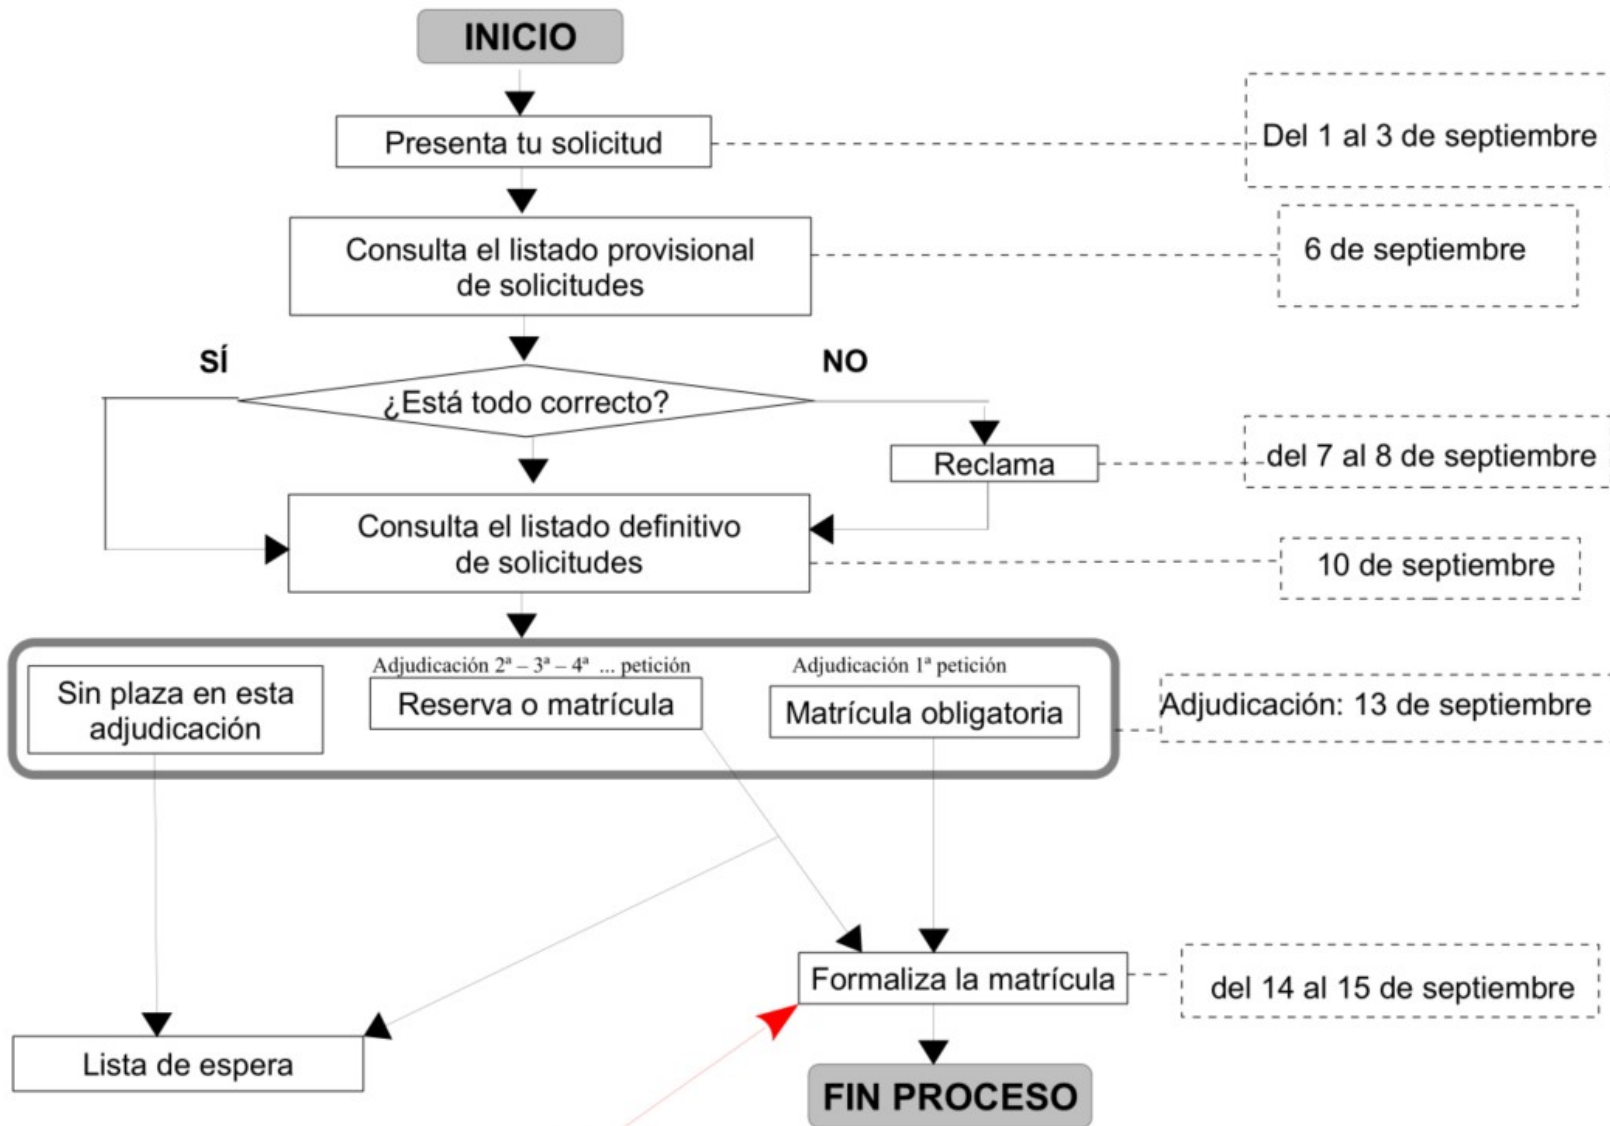 INICIO
Presenta tu solicitud
Del 1 al 3 de septiembre
Consulta el listado provisional
de solicitudes
6 de septiembre
SÍ
NO
¿Está todo correcto?
Reclama
del 7 al 8 de septiembre
Consulta el listado definitivo
de solicitudes
10 de septiembre
Sin plaza en esta
adjudicación
Adjudicación 2ª – 3ª – 4ª ... petición
Reserva o matrícula
Adjudicación 1ª petición
Matrícula obligatoria
Adjudicación: 13 de septiembre
Formaliza la matrícula
del 14 al 15 de septiembre
Lista de espera
FIN PROCESO